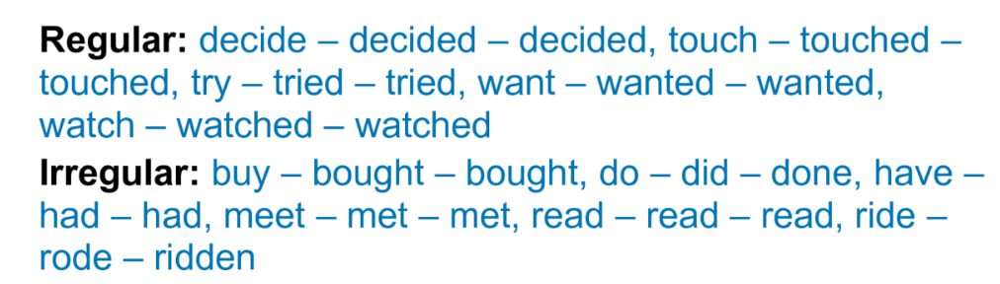 Regular: decide – decided – decided, touch – touched –
touched, try – tried – tried, want – wanted – wanted,
watch – watched – watched
Irregular: buy – bought – bought, do – did – done, have –
had – had, meet – met – met, read – read – read, ride –
rode – ridden